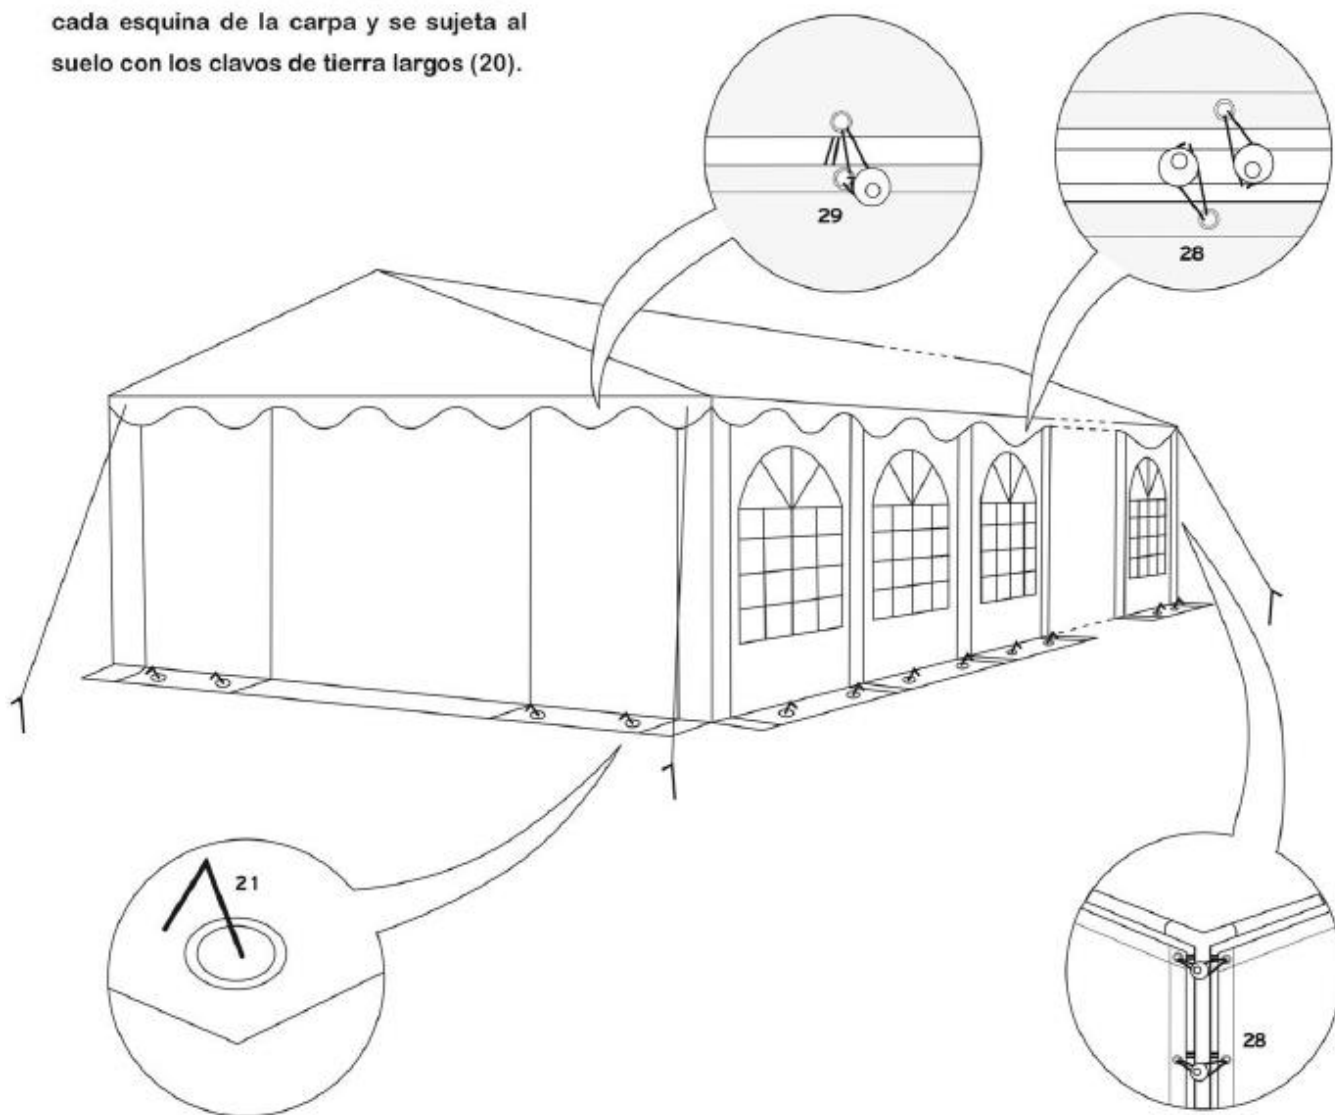 cada esquina de la carpa y se sujeta al
suelo con los clavos de tierra largos (20).
29
28
21
28